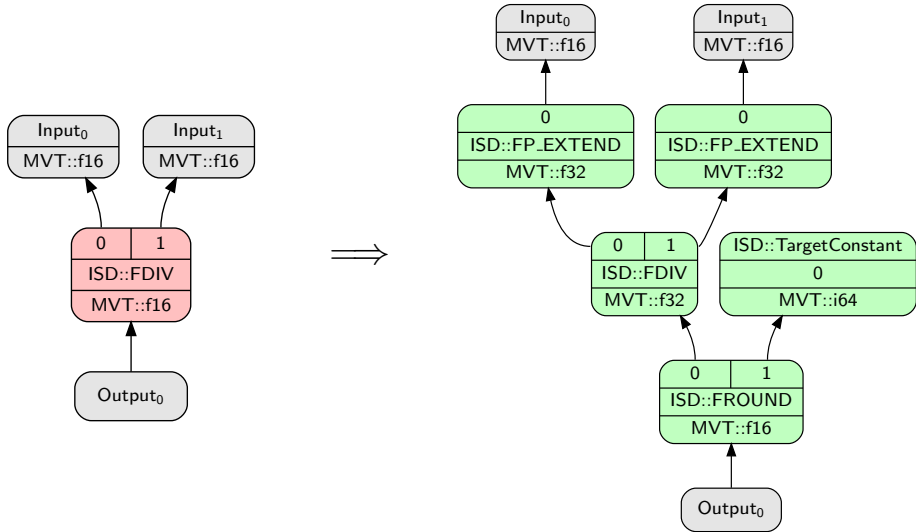 Input₀
MVT::f16
Input₁
MVT::f16
0 1
ISD::FDIV
MVT::f16
Output₀
⟹
Input₀
MVT::f16
Input₁
MVT::f16
0
ISD::FP_EXTEND
MVT::f32
0
ISD::FP_EXTEND
MVT::f32
0 1
ISD::FDIV
MVT::f32
ISD::TargetConstant
0
MVT::i64
0 1
ISD::FROUND
MVT::f16
Output₀